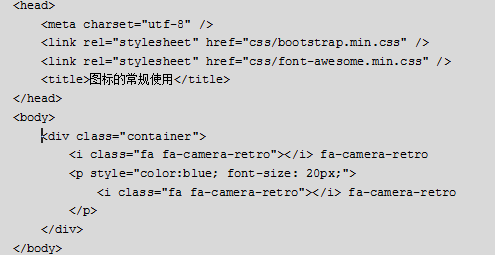 <head>
<meta charset="utf-8" />
<link rel="stylesheet" href="css/bootstrap.min.css" />
<link rel="stylesheet" href="css/font-awesome.min.css" />
<title>图标的常规使用</title>
</head>
<body>
<div class="container">
<i class="fa fa-camera-retro"></i> fa-camera-retro
<p style="color:blue; font-size: 20px;">
<i class="fa fa-camera-retro"></i> fa-camera-retro
</p>
</div>
</body>